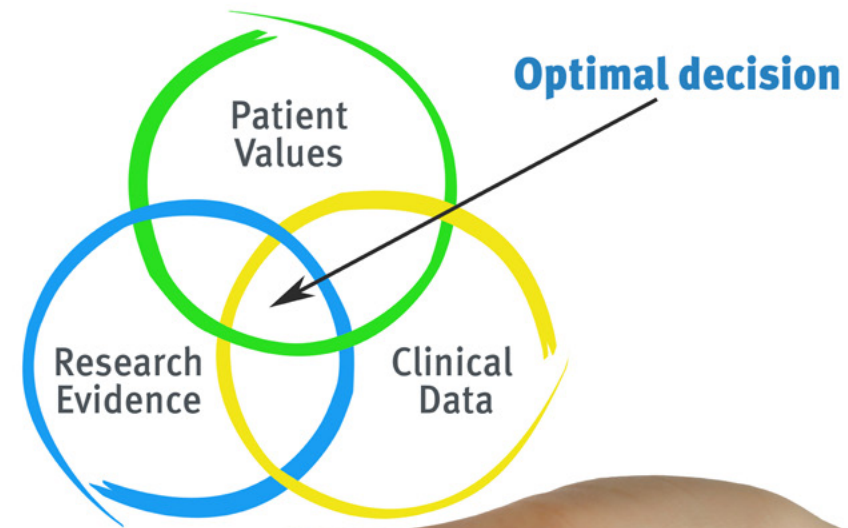 Optimal decision
Patient
Values
Research
Evidence
Clinical
Data